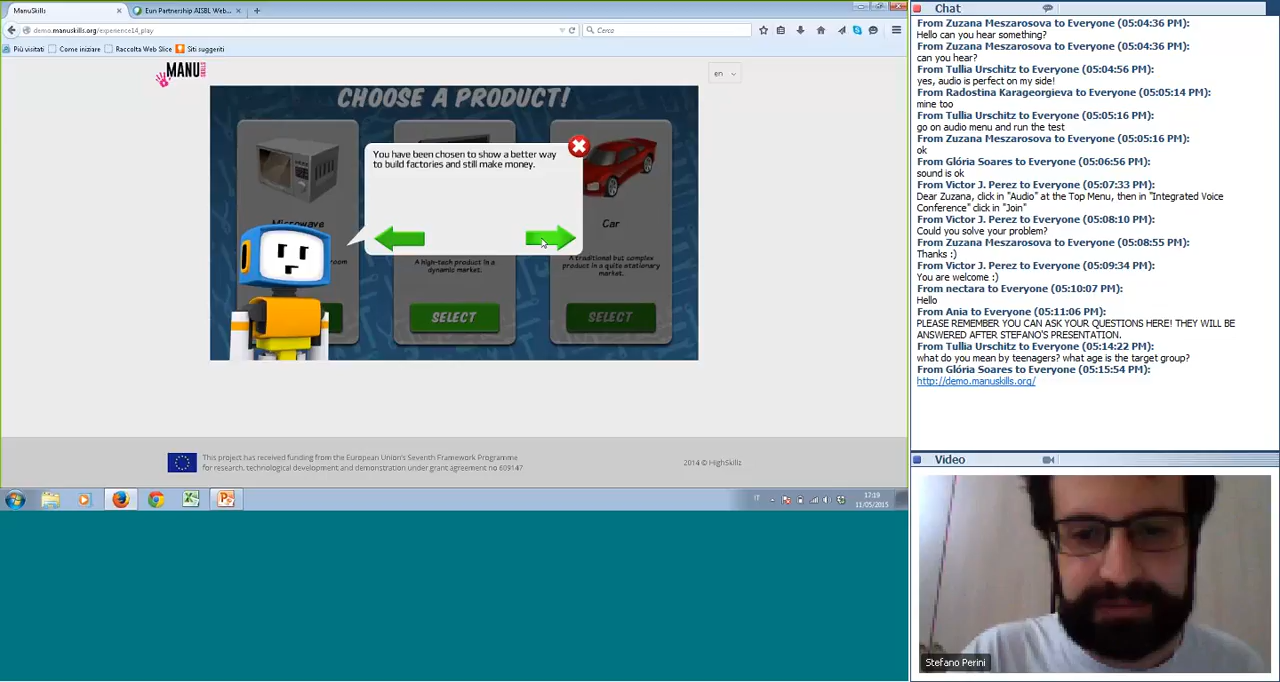 ManuSkills
Eun Partnership AISBL Web...
demo.manuskills.org/experience14_play
Cerca
Più visitati
Come iniziare
Raccolta Web Slice
Siti suggeriti
MANU
SKILLS
en
CHOOSE A PRODUCT!
You have been chosen to show a better way
to build factories and still make money.
Microwave
Car
A high-tech product in a
dynamic market.
A traditional but complex
product in a quite stationary
market.
SELECT
SELECT
This project has received funding from the European Union's Seventh Framework Programme
for research, technological development and demonstration under grant agreement no 609147
2014 © HighSkillz
IT
17:19
11/05/2015
Chat
From Zuzana Meszarosova to Everyone (05:04:36 PM):
Hello can you hear something?
From Zuzana Meszarosova to Everyone (05:04:36 PM):
can you hear?
From Tullia Urschitz to Everyone (05:04:56 PM):
yes, audio is perfect on my side!
From Radostina Karageorgieva to Everyone (05:05:14 PM):
mine too
From Tullia Urschitz to Everyone (05:05:16 PM):
go on audio menu and run the test
From Zuzana Meszarosova to Everyone (05:05:16 PM):
ok
From Glória Soares to Everyone (05:06:56 PM):
sound is ok
From Victor J. Perez to Everyone (05:07:33 PM):
Dear Zuzana, click in "Audio" at the Top Menu, then in "Integrated Voice
Conference" click in "Join"
From Victor J. Perez to Everyone (05:08:10 PM):
Could you solve your problem?
From Zuzana Meszarosova to Everyone (05:08:55 PM):
Thanks :)
From Victor J. Perez to Everyone (05:09:34 PM):
You are welcome :)
From nectara to Everyone (05:10:07 PM):
Hello
From Ania to Everyone (05:11:06 PM):
PLEASE REMEMBER YOU CAN ASK YOUR QUESTIONS HERE! THEY WILL BE
ANSWERED AFTER STEFANO'S PRESENTATION.
From Tullia Urschitz to Everyone (05:14:22 PM):
what do you mean by teenagers? what age is the target group?
From Glória Soares to Everyone (05:15:54 PM):
http://demo.manuskills.org/
Video
Stefano Perini